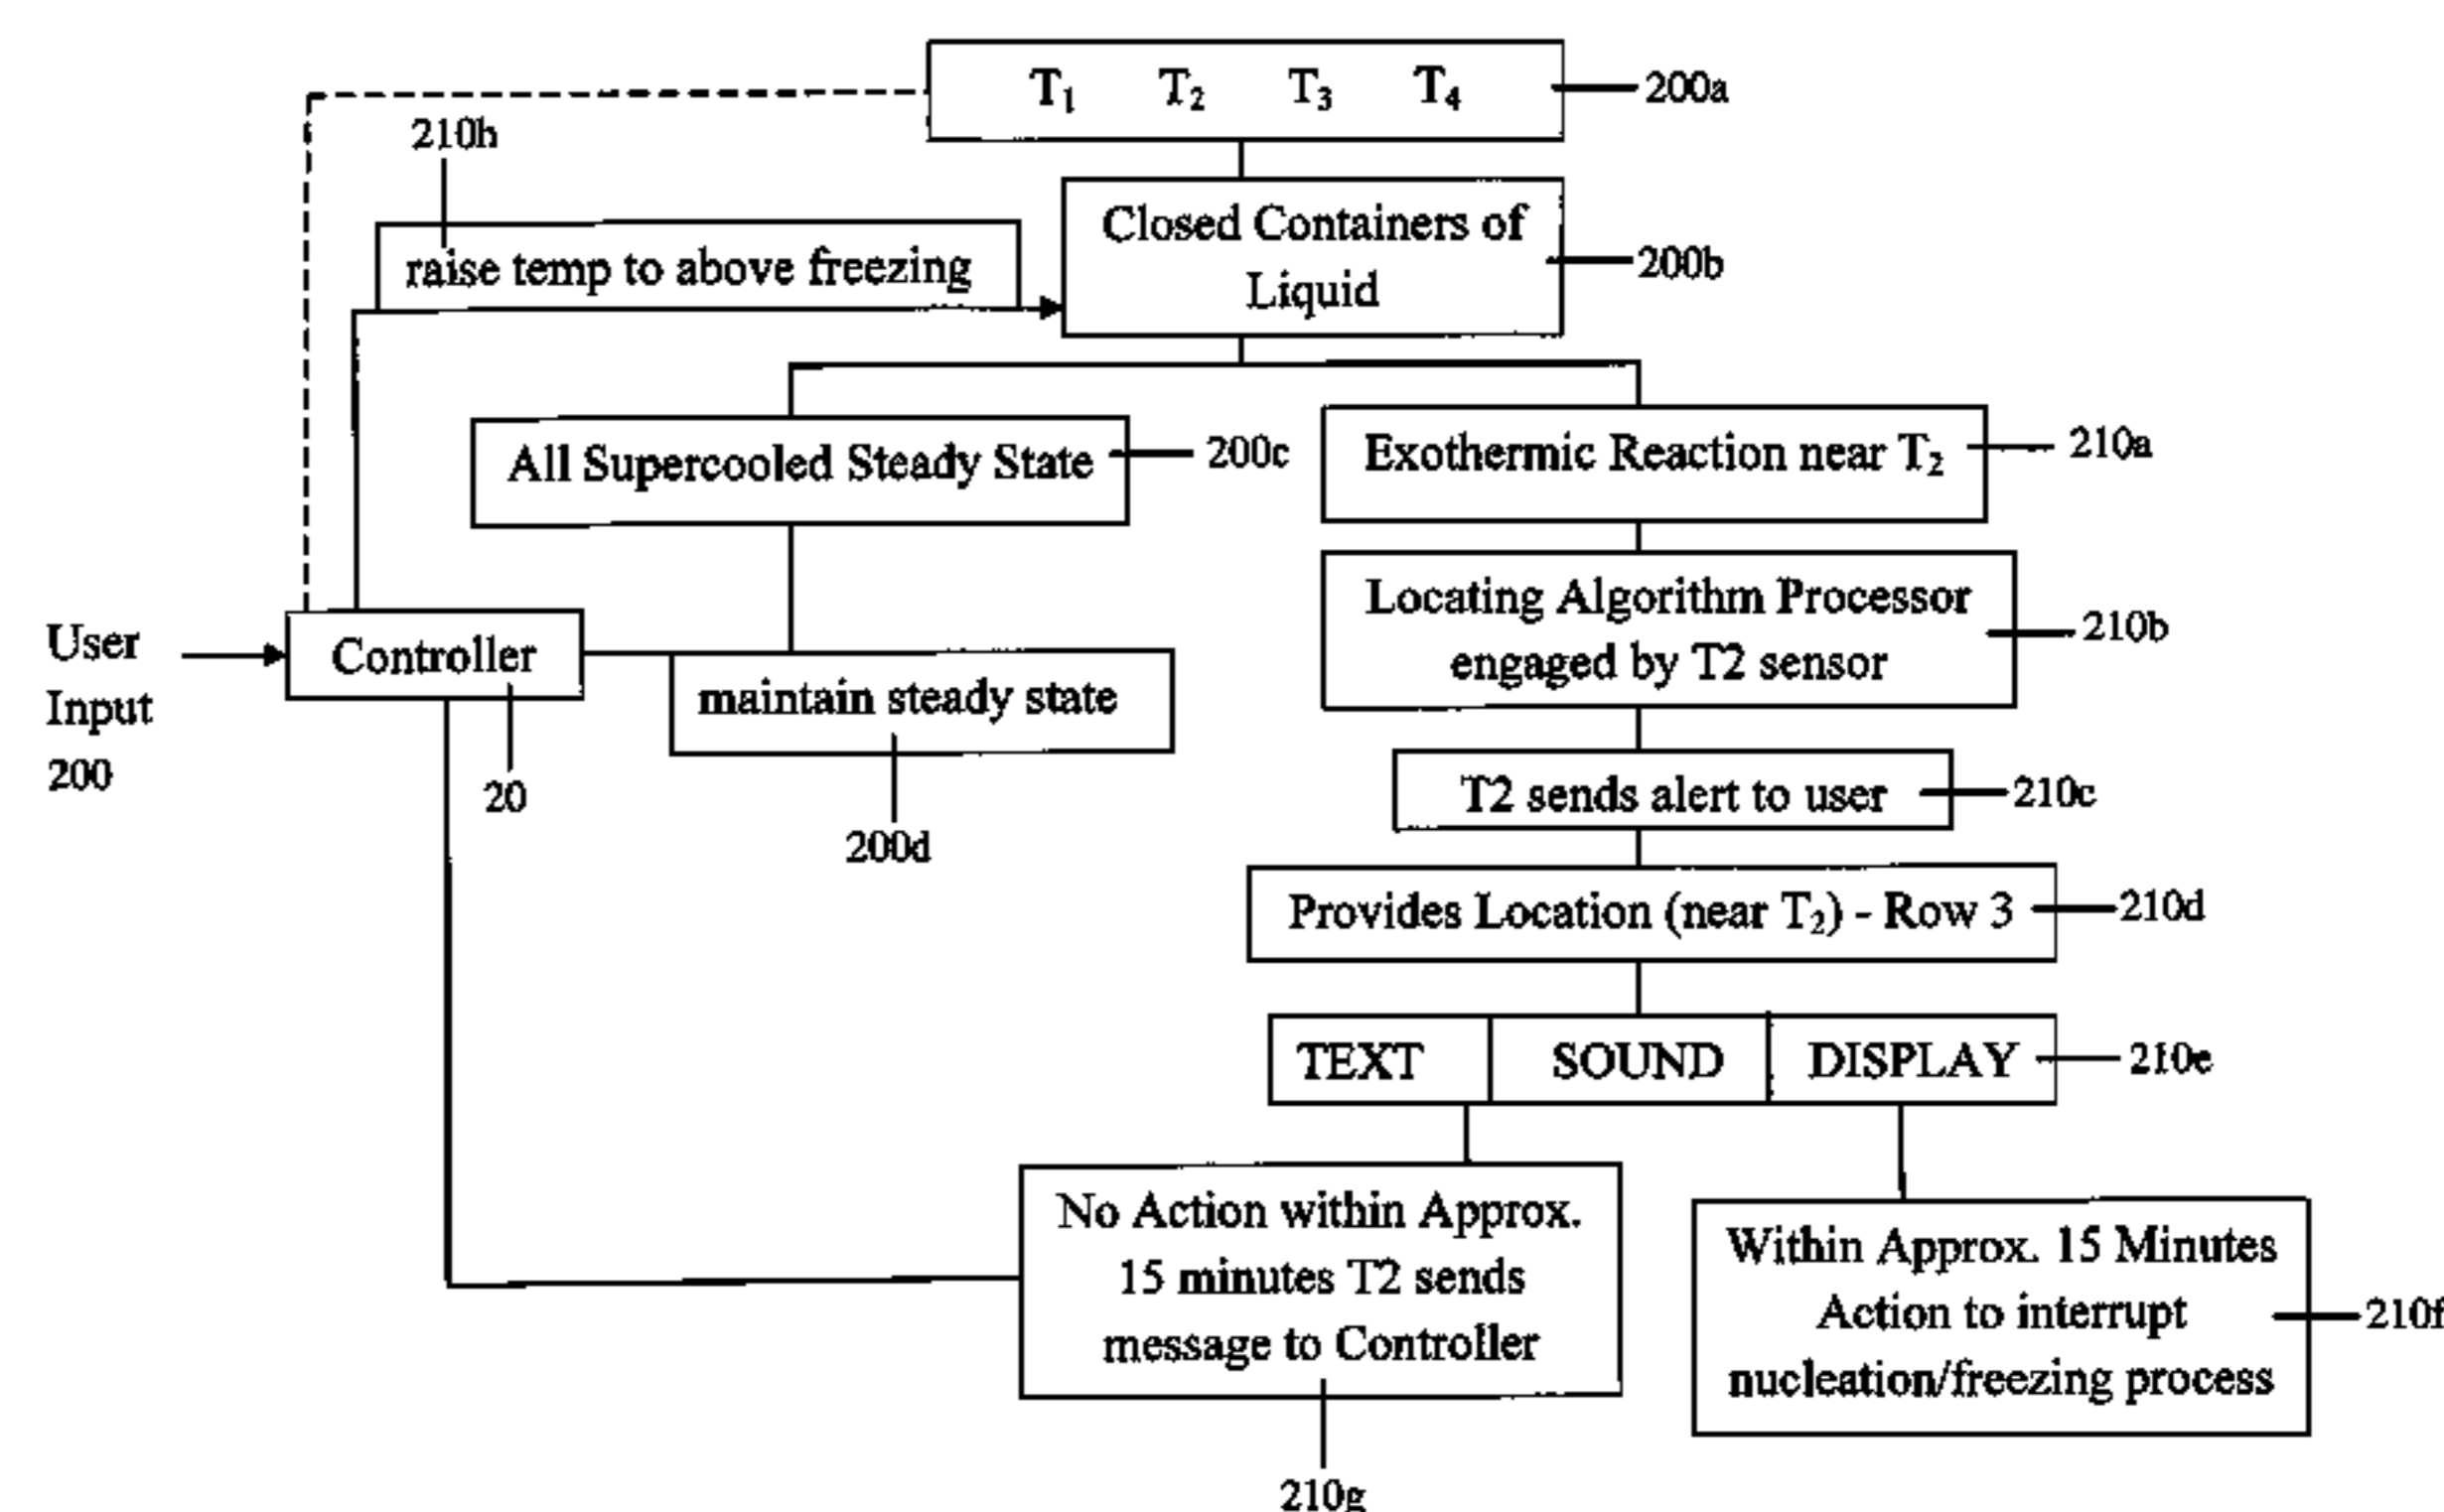 T₁ T₂ T₃ T₄
200a
210h
Closed Containers of
Liquid
200b
raise temp to above freezing
All Supercooled Steady State
200c
Exothermic Reaction near T₂
210a
Locating Algorithm Processor
engaged by T2 sensor
210b
User
Input
200
Controller
20
maintain steady state
200d
T2 sends alert to user
210c
Provides Location (near T₂) - Row 3
210d
TEXT SOUND DISPLAY
210e
No Action within Approx.
15 minutes T2 sends
message to Controller
210g
Within Approx. 15 Minutes
Action to interrupt
nucleation/freezing process
210f